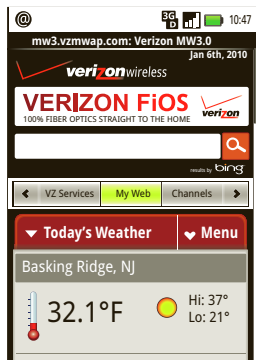 @ 3G D 10:47
mw3.vzmwap.com: Verizon MW3.0
Jan 6th, 2010
verizonwireless
VERIZON FiOS
100% FIBER OPTICS STRAIGHT TO THE HOME
verizon
results by bing
VZ Services My Web Channels
Today's Weather Menu
Basking Ridge, NJ
32.1°F
Hi: 37°
Lo: 21°